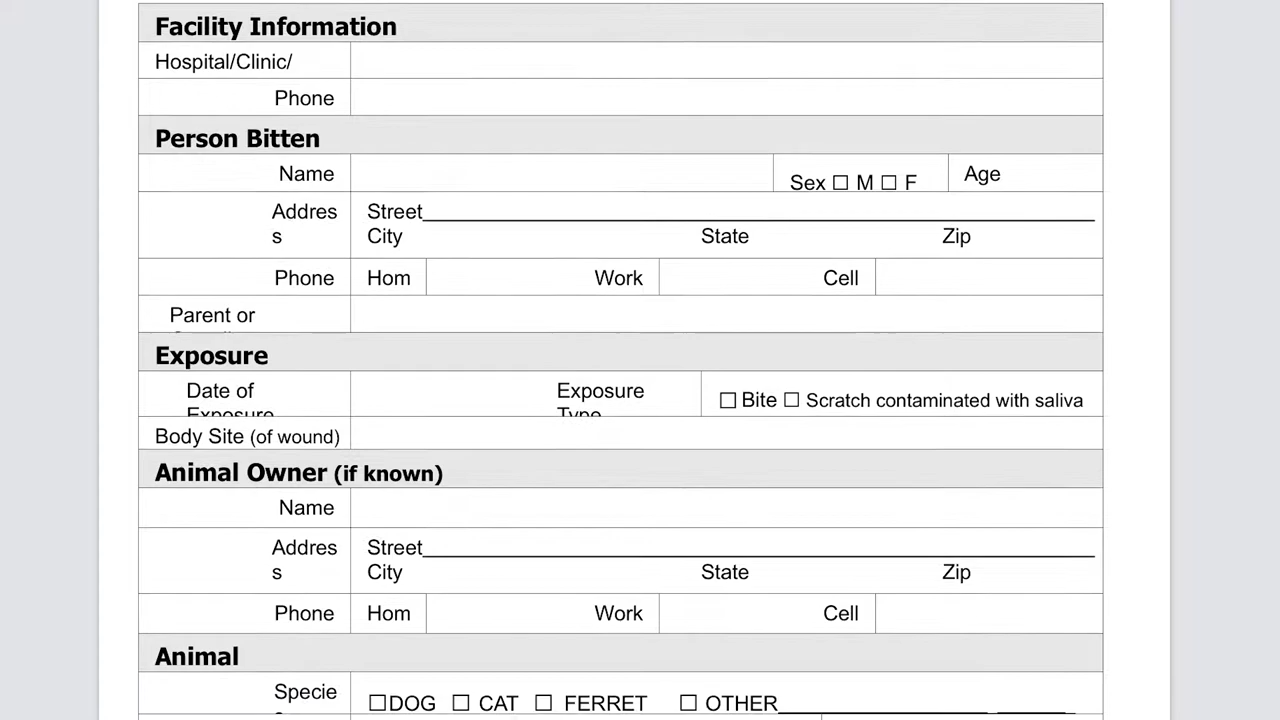 Facility Information
Hospital/Clinic/
Phone
Person Bitten
Name Sex ☐ M ☐ F Age
Addres Street
s City State Zip
Phone Hom Work Cell
Parent or
Exposure
Date of Exposure ☐ Bite ☐ Scratch contaminated with saliva
Exposure Type
Body Site (of wound)
Animal Owner (if known)
Name
Addres Street
s City State Zip
Phone Hom Work Cell
Animal
Specie ☐DOG ☐ CAT ☐ FERRET ☐ OTHER